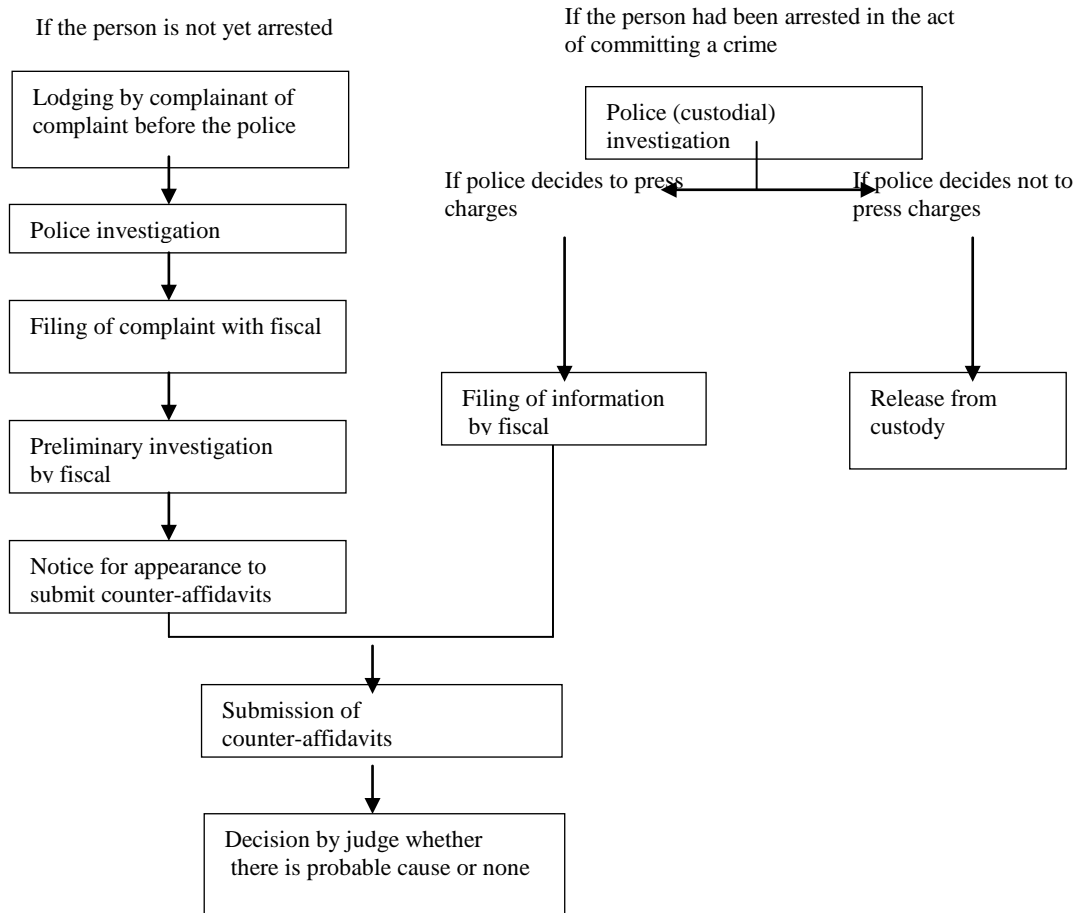 If the person is not yet arrested
Lodging by complainant of
complaint before the police
Police investigation
Filing of complaint with fiscal
Preliminary investigation
by fiscal
Notice for appearance to
submit counter-affidavits
If the person had been arrested in the act
of committing a crime
Police (custodial)
investigation
If police decides to press
charges
If police decides not to
press charges
Filing of information
by fiscal
Release from
custody
Submission of
counter-affidavits
Decision by judge whether
there is probable cause or none